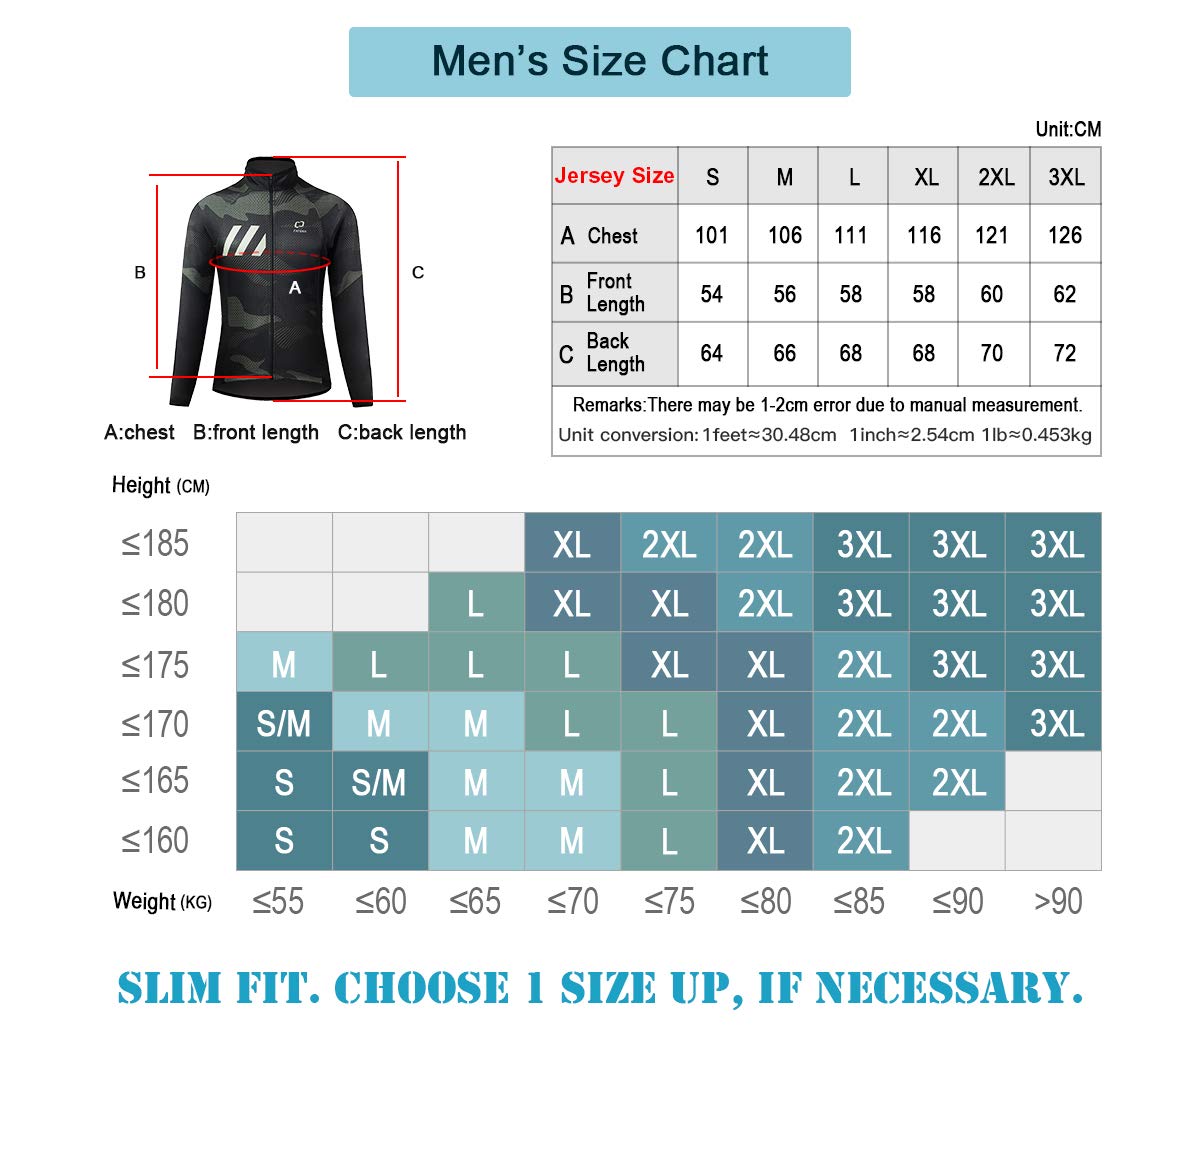 Men's Size Chart
Unit:CM
Jersey Size S M L XL 2XL 3XL
A Chest 101 106 111 116 121 126
B Front Length 54 56 58 58 60 62
C Back Length 64 66 68 68 70 72
Remarks:There may be 1-2cm error due to manual measurement.
Unit conversion: 1feet≈30.48cm 1inch≈2.54cm 1lb≈0.453kg
B
A
C
A:chest B:front length C:back length
Height (CM)
≤185 XL 2XL 2XL 3XL 3XL 3XL
≤180 L XL XL 2XL 3XL 3XL 3XL
≤175 M L L L XL XL 2XL 3XL 3XL
≤170 S/M M M L L XL 2XL 2XL 3XL
≤165 S S/M M M L XL 2XL 2XL
≤160 S S M M L XL 2XL
Weight (KG) ≤55 ≤60 ≤65 ≤70 ≤75 ≤80 ≤85 ≤90 >90
SLIM FIT. CHOOSE 1 SIZE UP, IF NECESSARY.